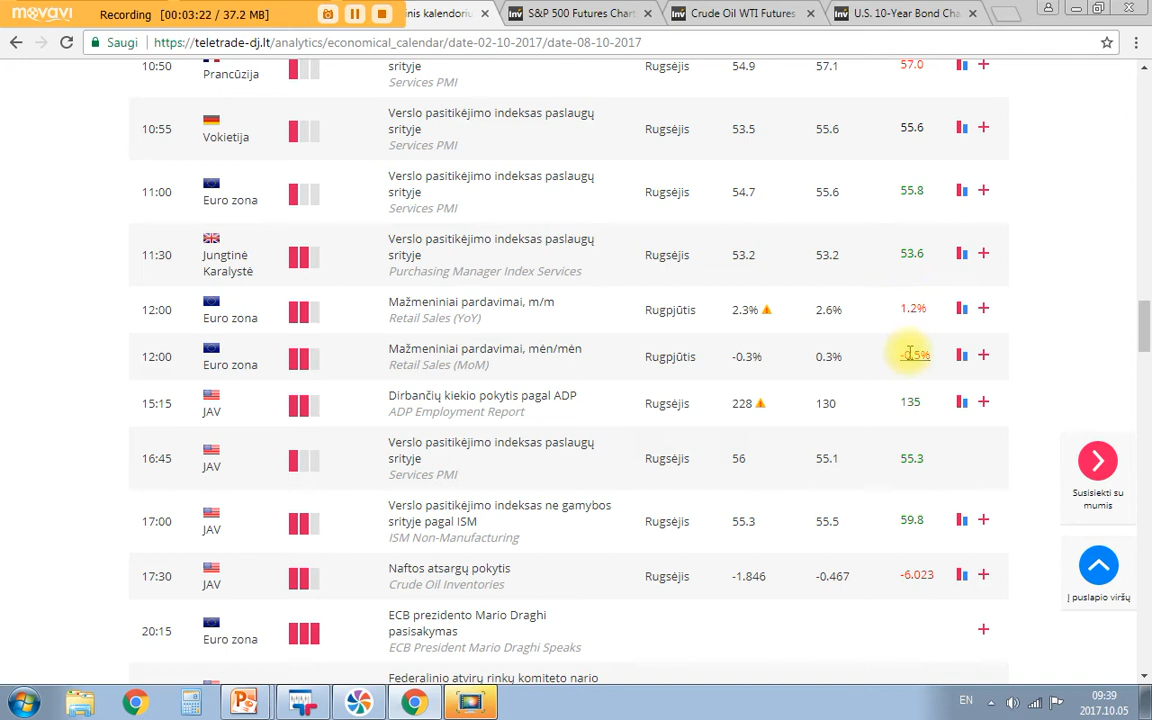 movavi Recording [00:03:22 / 37.2 MB]
nis kalendoriu
S&P 500 Futures Chart
Crude Oil WTI Futures
U.S. 10-Year Bond Cha
Saugi https://teletrade-dj.lt/analytics/economical_calendar/date-02-10-2017/date-08-10-2017
10:50 Prancūzija srityje Rugsėjis 54.9 57.1 57.0
Services PMI
10:55 Vokietija Verslo pasitikėjimo indeksas paslaugų Rugsėjis 53.5 55.6 55.6
srityje
Services PMI
11:00 Euro zona Verslo pasitikėjimo indeksas paslaugų Rugsėjis 54.7 55.6 55.8
srityje
Services PMI
11:30 Jungtinė Verslo pasitikėjimo indeksas paslaugų Rugsėjis 53.2 53.2 53.6
Karalystė srityje
Purchasing Manager Index Services
12:00 Euro zona Mažmeniniai pardavimai, m/m Rugpjūtis 2.3% 2.6% 1.2%
Retail Sales (YoY)
12:00 Euro zona Mažmeniniai pardavimai, mėn/mėn Rugpjūtis -0.3% 0.3% -0.5%
Retail Sales (MoM)
15:15 JAV Dirbančių kiekio pokytis pagal ADP Rugsėjis 228 130 135
ADP Employment Report
16:45 JAV Verslo pasitikėjimo indeksas paslaugų Rugsėjis 56 55.1 55.3
srityje
Services PMI
17:00 JAV Verslo pasitikėjimo indeksas ne gamybos Rugsėjis 55.3 55.5 59.8
srityje pagal ISM
ISM Non-Manufacturing
17:30 JAV Naftos atsargų pokytis Rugsėjis -1.846 -0.467 -6.023
Crude Oil Inventories
20:15 Euro zona ECB prezidento Mario Draghi
pasisakymas
ECB President Mario Draghi Speaks
Federalinio atvirų rinkų komiteto nario
Susisiekti su
mumis
Į puslapio viršų
EN
09:39
2017.10.05